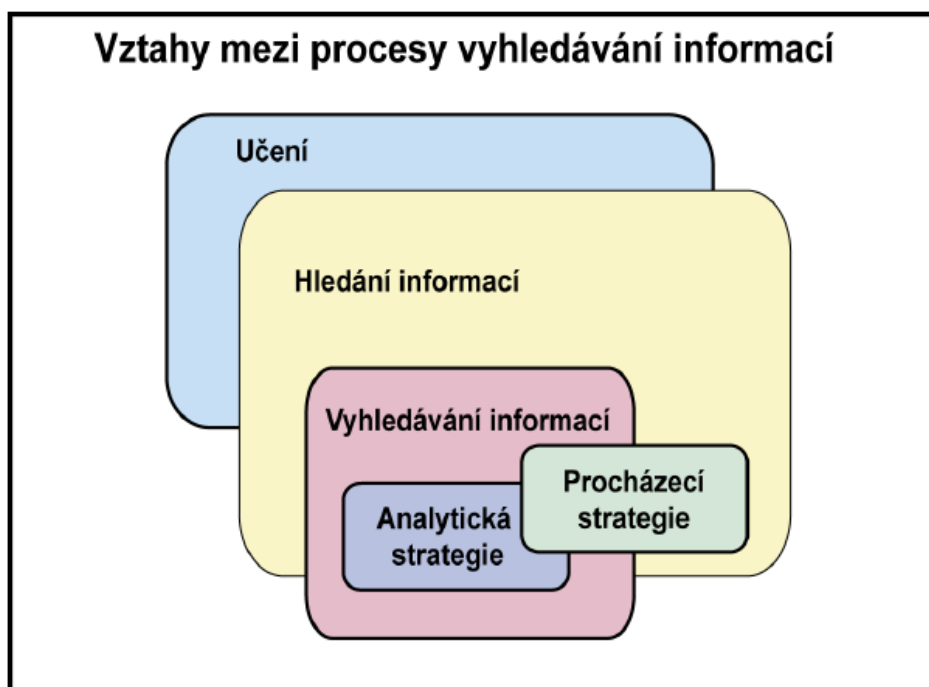 Vztahy mezi procesy vyhledávání informací
Učení
Hledání informací
Vyhledávání informací
Procházecí
strategie
Analytická
strategie